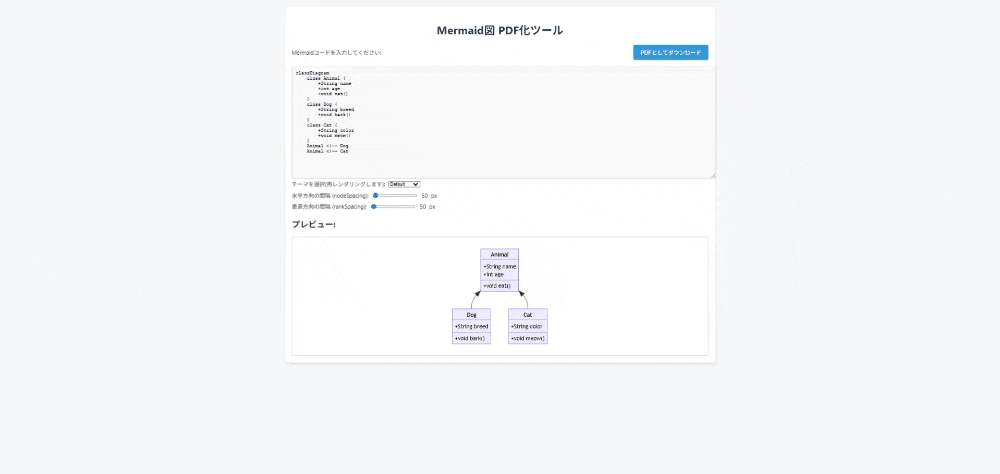 Mermaid図 PDF化ツール
Mermaidコードを入力してください:
PDFとしてダウンロード
classDiagram
class Animal {
+String name
+int age
+void eat()
}
class Dog {
+String breed
+void bark()
}
class Cat {
+String color
+void meow()
}
Animal <|-- Dog
Animal <|-- Cat
テーマを選択(再レンダリングします): Default
水平方向の間隔 (nodeSpacing): 50 px
垂直方向の間隔 (rankSpacing): 50 px
プレビュー:
Animal
+String name
+int age
+void eat()
Dog
+String breed
+void bark()
Cat
+String color
+void meow()